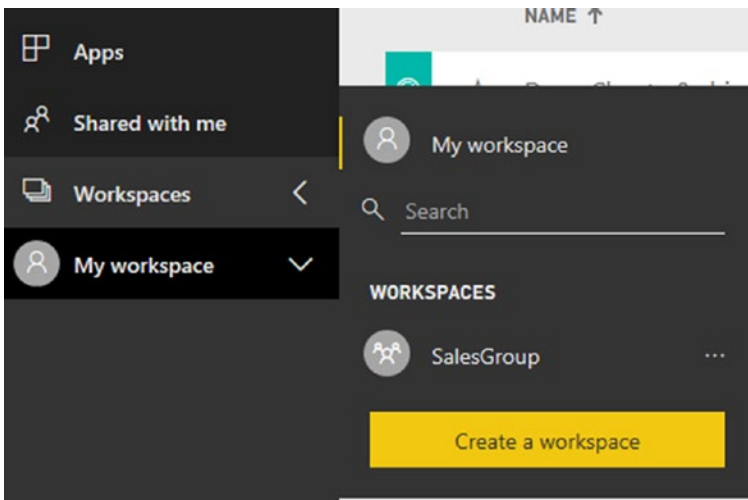 Apps
Shared with me
Workspaces
My workspace
NAME
My workspace
Search
WORKSPACES
SalesGroup
...
Create a workspace